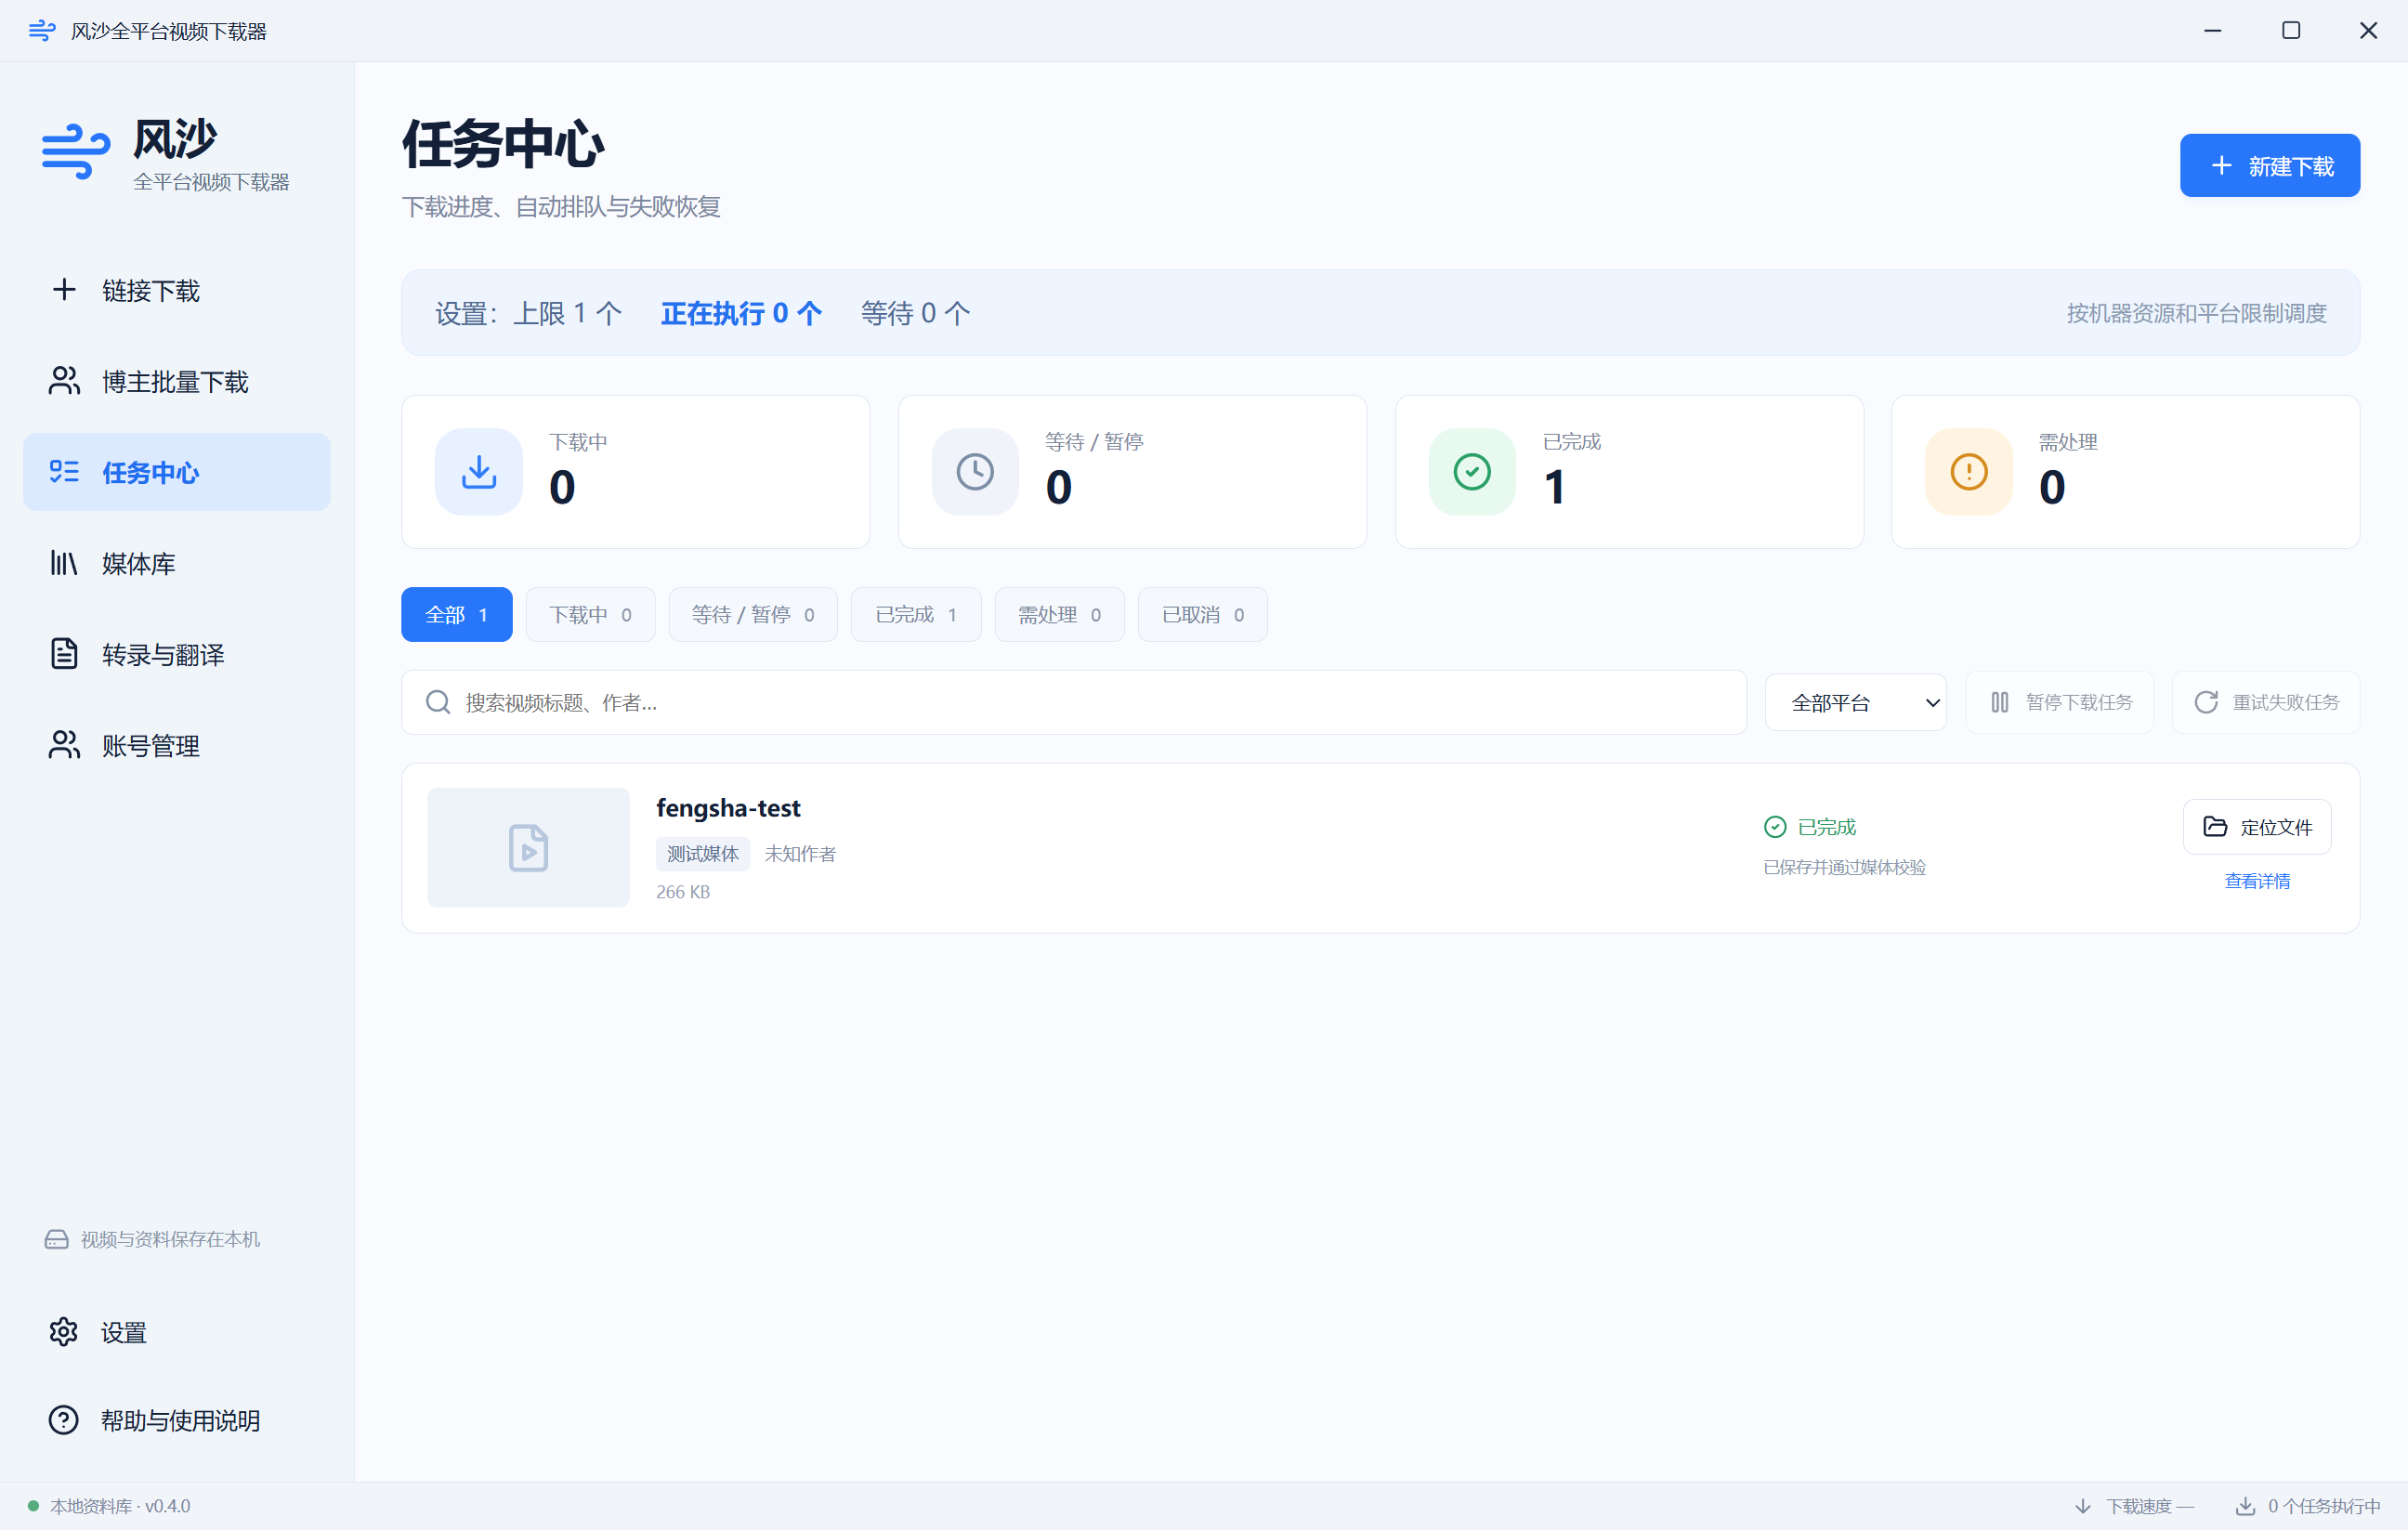 风沙全平台视频下载器
风沙
全平台视频下载器
链接下载
博主批量下载
任务中心
媒体库
转录与翻译
账号管理
视频与资料保存在本机
设置
帮助与使用说明
任务中心
下载进度、自动排队与失败恢复
新建下载
设置：上限 1 个 正在执行 0 个 等待 0 个
按机器资源和平台限制调度
下载中
0
等待 / 暂停
0
已完成
1
需处理
0
全部 1 下载中 0 等待 / 暂停 0 已完成 1 需处理 0 已取消 0
搜索视频标题、作者...
全部平台
暂停下载任务
重试失败任务
fengsha-test
测试媒体 未知作者
266 KB
已完成
已保存并通过媒体校验
定位文件
查看详情
本地资料库 · v0.4.0
下载速度 —
0 个任务执行中